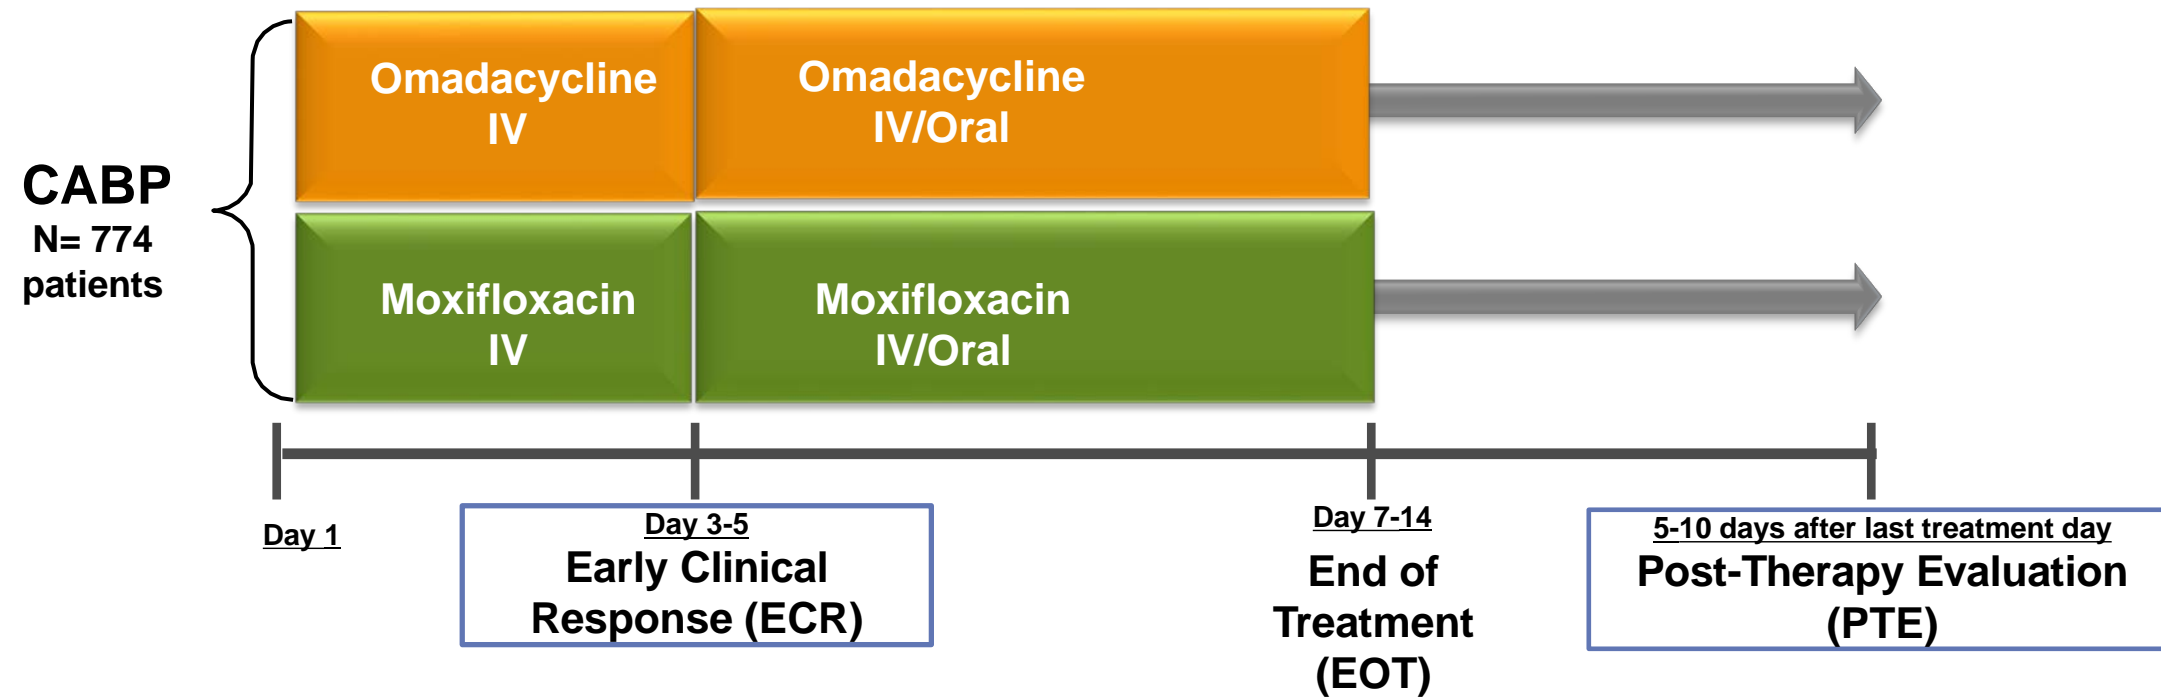 CABP
N= 774
patients
Omadacycline
IV
Omadacycline
IV/Oral
Moxifloxacin
IV
Moxifloxacin
IV/Oral
Day 1
Day 3-5
Early Clinical
Response (ECR)
Day 7-14
End of
Treatment
(EOT)
5-10 days after last treatment day
Post-Therapy Evaluation
(PTE)